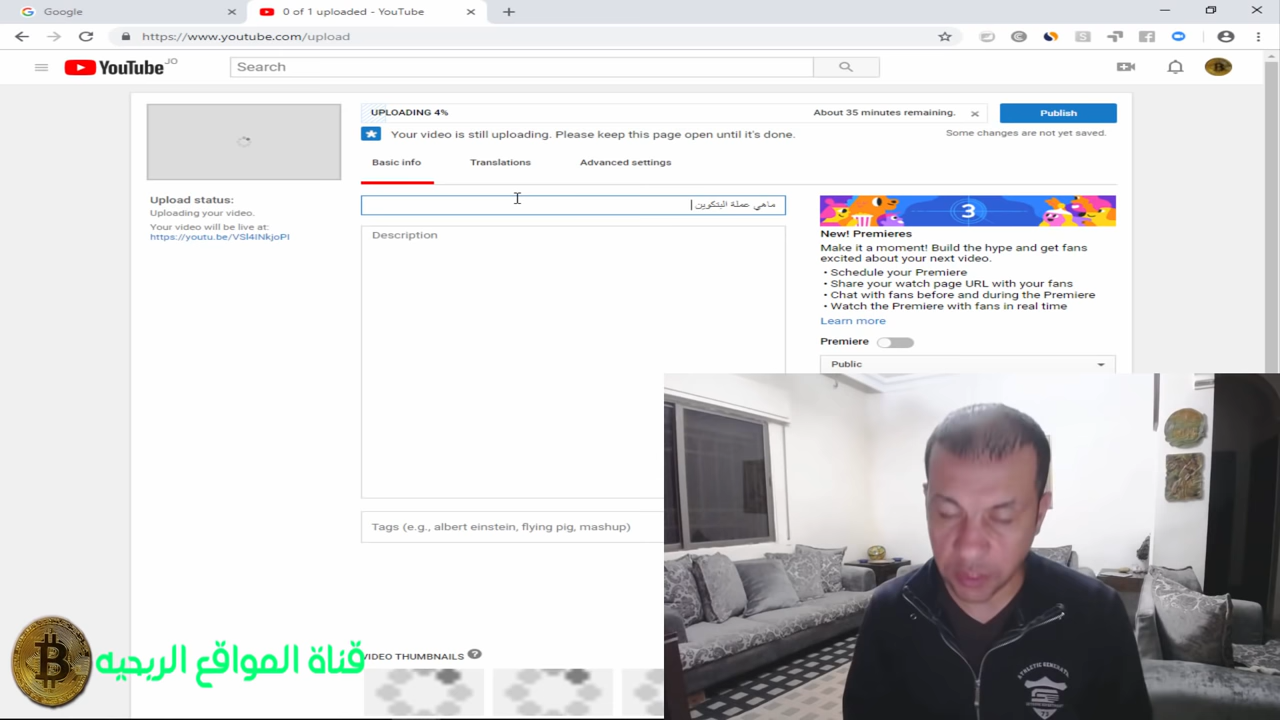 Google
0 of 1 uploaded - YouTube
https://www.youtube.com/upload
YouTube JO
Search
UPLOADING 4%
About 35 minutes remaining.
Publish
Your video is still uploading. Please keep this page open until it's done.
Some changes are not yet saved.
Basic info
Translations
Advanced settings
Upload status:
Uploading your video.
Your video will be live at:
https://youtu.be/VSl4INkjoPI
ماهي عملة البتكوين
Description
3
New! Premieres
Make it a moment! Build the hype and get fans
excited about your next video.
• Schedule your Premiere
• Share your watch page URL with your fans
• Chat with fans before and during the Premiere
• Watch the Premiere with fans in real time
Learn more
Premiere
Public
Tags (e.g., albert einstein, flying pig, mashup)
VIDEO THUMBNAILS
قناة المواقع الربحيه